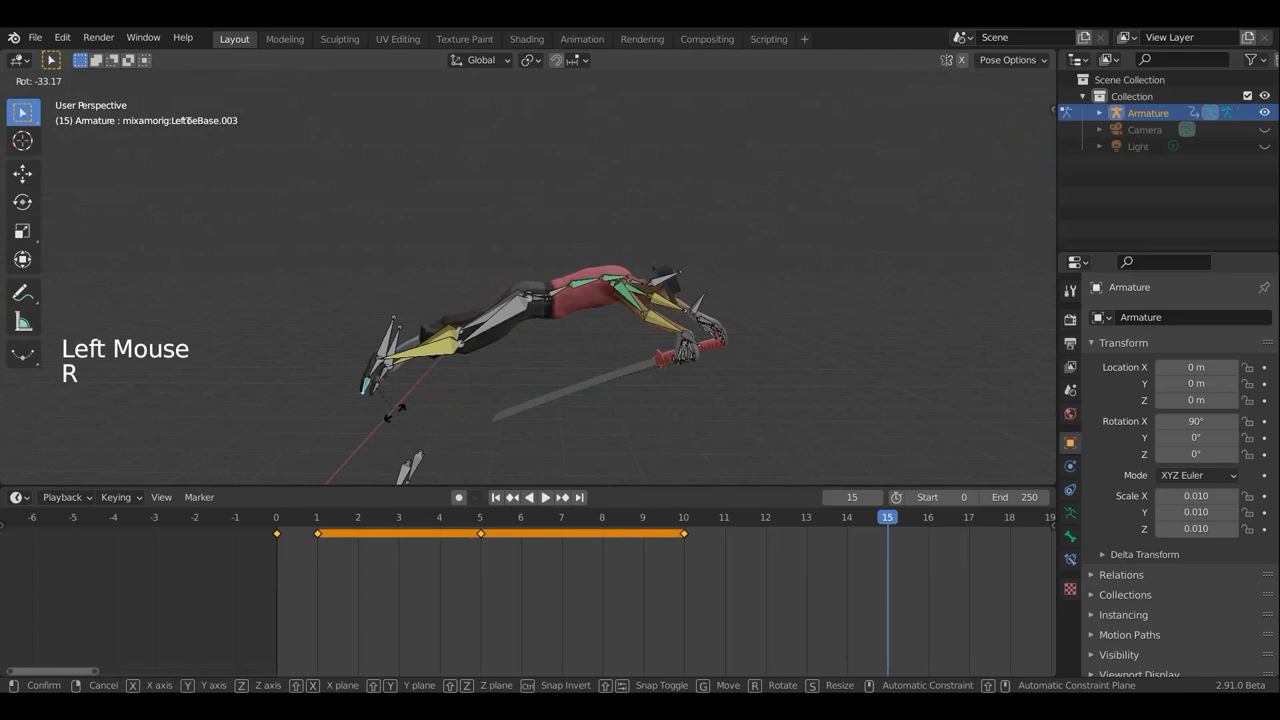 File Edit Render Window Help Layout Modeling Sculpting UV Editing Texture Paint Shading Animation Rendering Compositing Scripting + Scene View Layer
Global Pose Options
X
Rot: -33.17
User Perspective
(15) Armature : mixamorig:LeftToeBase.003
Left Mouse
R
Scene Collection
Collection
Armature
Camera
Light
Armature
Armature
Transform
Location X 0 m
Y 0 m
Z 0 m
Rotation X 90°
Y 0°
Z 0°
Mode XYZ Euler
Scale X 0.010
Y 0.010
Z 0.010
Delta Transform
Relations
Collections
Instancing
Motion Paths
Visibility
Viewport Display
Playback Keying View Marker 15 Start 0 End 250
-6 -5 -4 -3 -2 -1 0 1 2 3 4 5 6 7 8 9 10 11 12 13 14 15 16 17 18 19
Confirm Cancel X X axis Y Y axis Z Z axis X X plane Y Y plane Z Z plane Ctrl Snap Invert Snap Toggle G Move R Rotate S Resize Automatic Constraint Automatic Constraint Plane 2.91.0 Beta